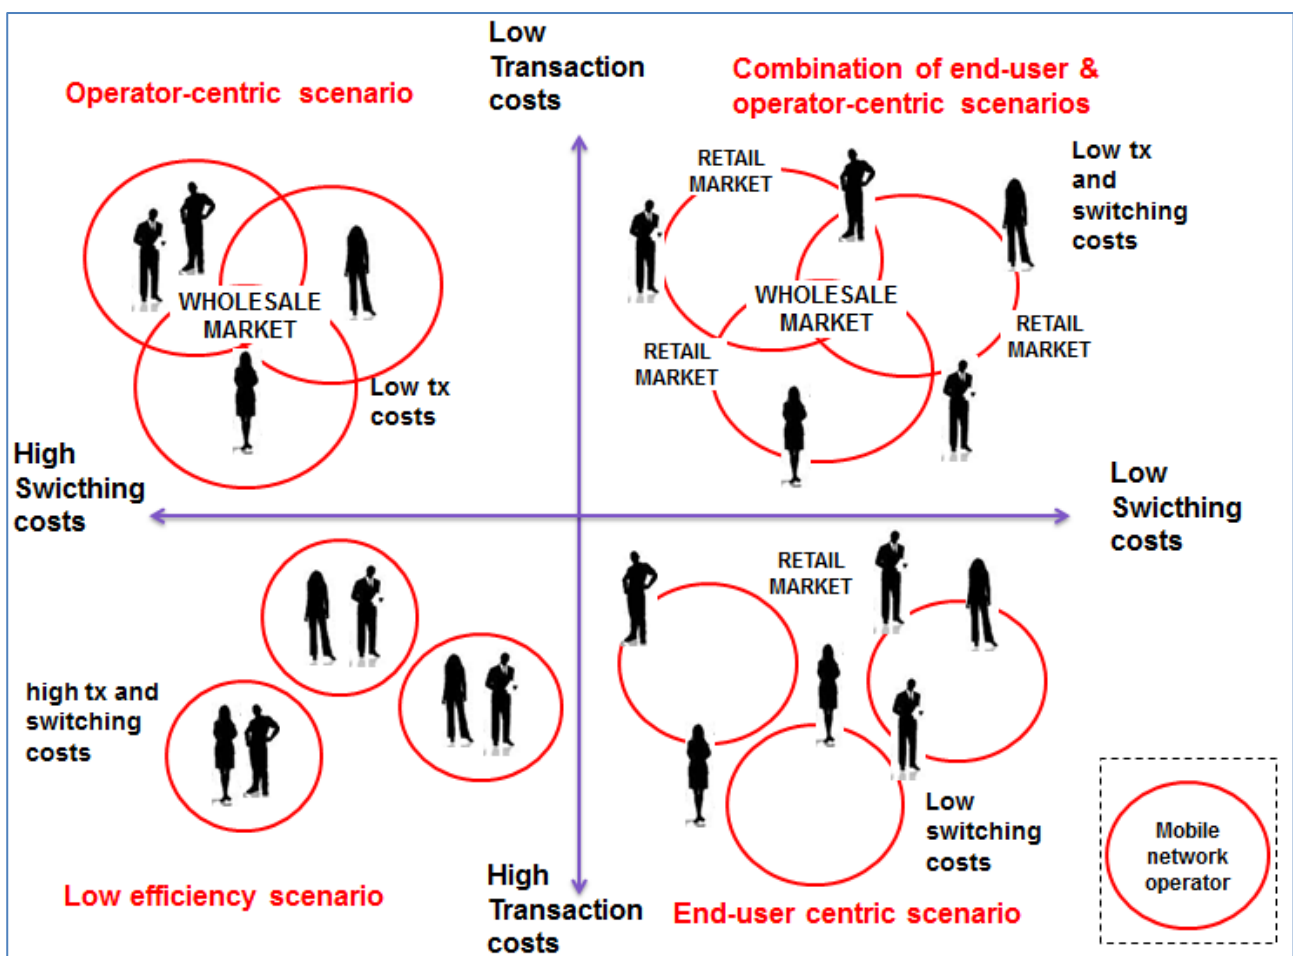 Low
Transaction
costs
Operator-centric scenario
Combination of end-user &
operator-centric scenarios
RETAIL
MARKET
Low tx
and
switching
costs
WHOLESALE
MARKET
WHOLESALE
MARKET
RETAIL
MARKET
RETAIL
MARKET
Low tx
costs
High
Swicthing
costs
Low
Swicthing
costs
RETAIL
MARKET
high tx and
switching
costs
Low
switching
costs
Mobile
network
operator
Low efficiency scenario
High
Transaction
costs
End-user centric scenario